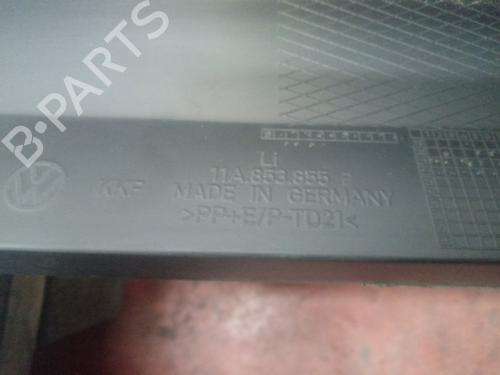 B-PARTS
Li
11A.853.855 B
KKF MADE IN GERMANY
>PP+E/P-TD21<